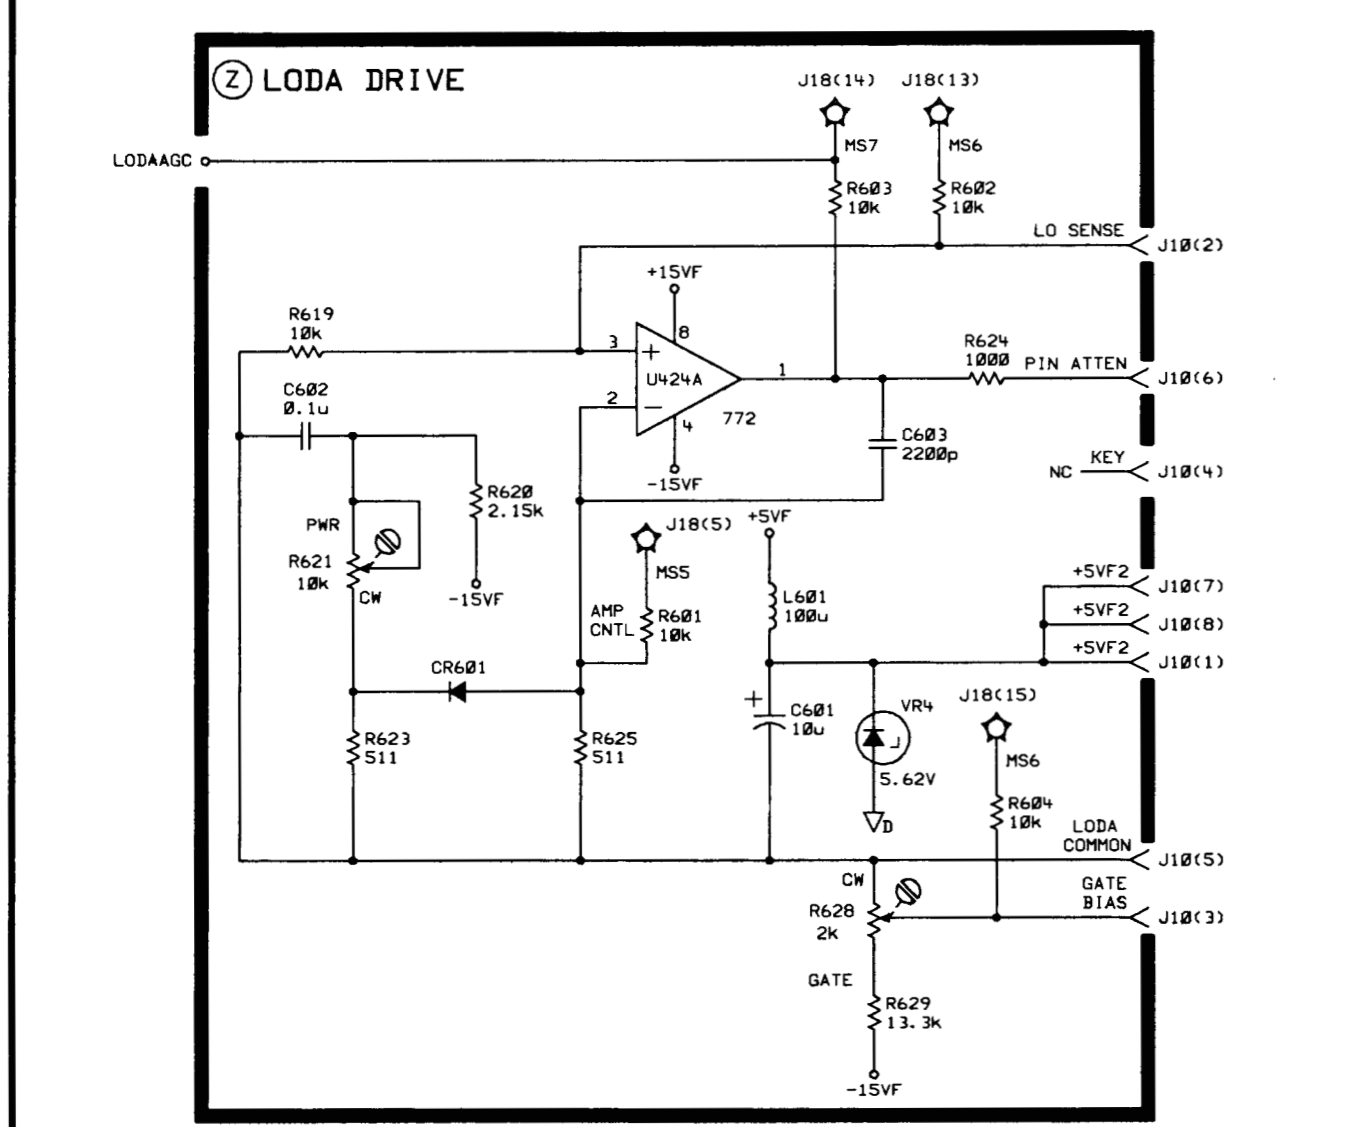 Z LODA DRIVE
J18(14) J18(13)
LODAAGC
MS7 MS6
R603
10k
R602
10k
LO SENSE J10(2)
+15VF
R619
10k
3 + 8
U424A
1
R624
1000
PIN ATTEN J10(6)
C602
0.1u
2 − 4
772
-15VF
C603
2200p
KEY
NC J10(4)
R620
2.15k
PWR
R621
10k
CW
-15VF
J18(5)
MS5
+5VF
AMP
CNTL
R601
10k
L601
100u
+5VF2 J10(7)
+5VF2 J10(8)
+5VF2 J10(1)
CR601
+
C601
10u
VR4
5.62V
D
J18(15)
MS6
R623
511
R625
511
R604
10k
LODA
COMMON J10(5)
CW
R628
2k
GATE
BIAS J10(3)
GATE
R629
13.3k
-15VF